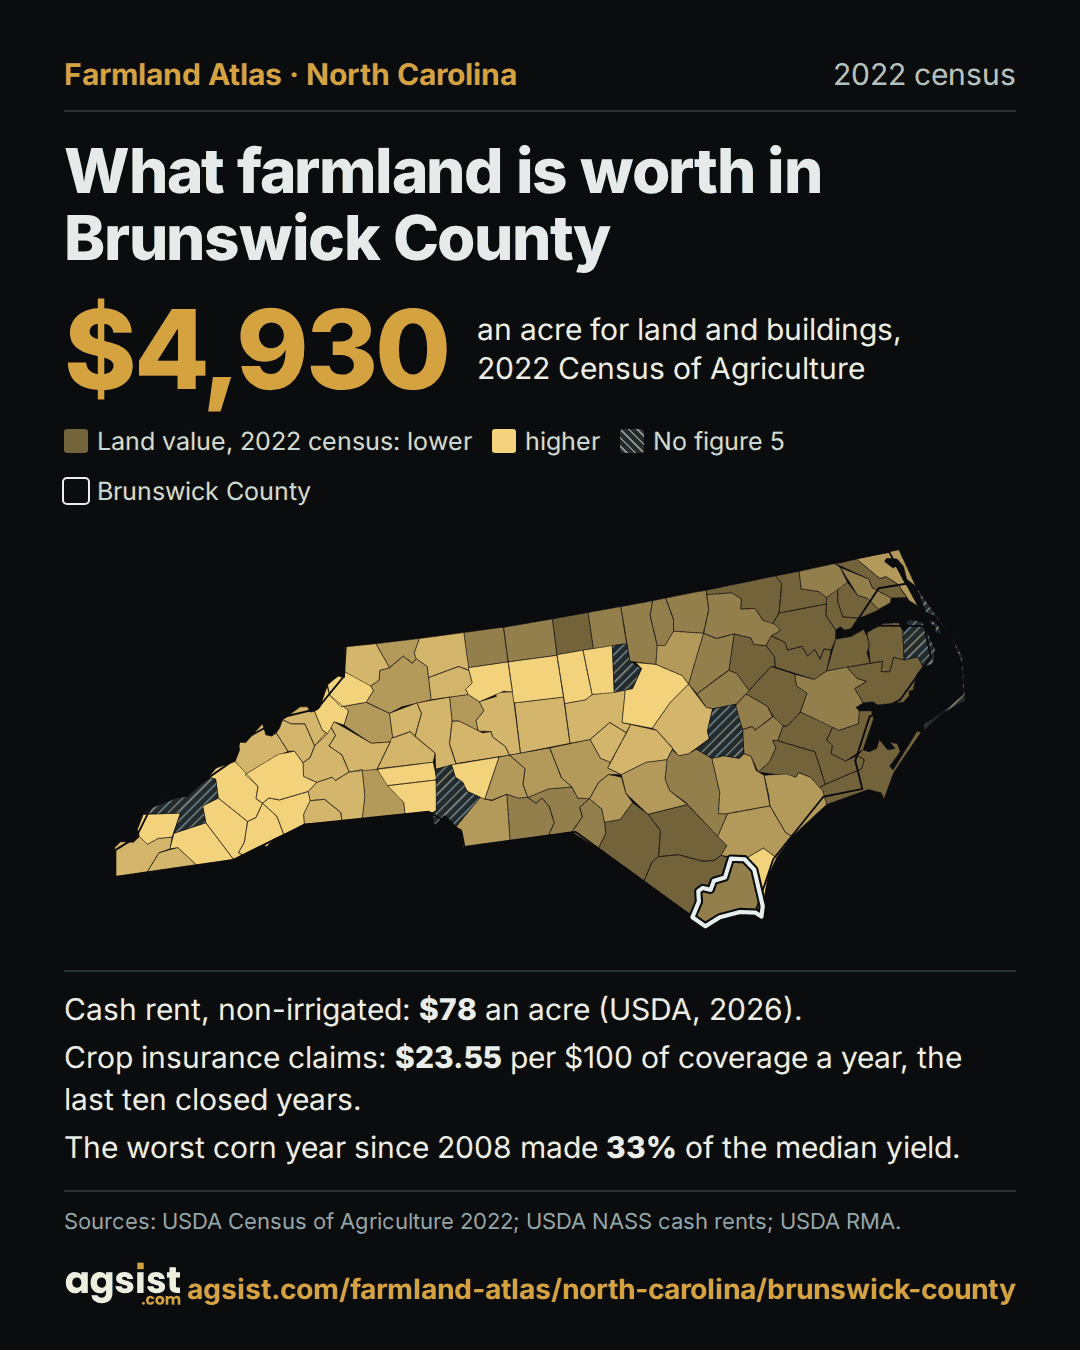 Farmland Atlas · North Carolina
2022 census
What farmland is worth in
Brunswick County
$4,930
an acre for land and buildings,
2022 Census of Agriculture
Land value, 2022 census: lower
higher
No figure 5
Brunswick County
Cash rent, non-irrigated: $78 an acre (USDA, 2026).
Crop insurance claims: $23.55 per $100 of coverage a year, the
last ten closed years.
The worst corn year since 2008 made 33% of the median yield.
Sources: USDA Census of Agriculture 2022; USDA NASS cash rents; USDA RMA.
agsist.com
agsist.com/farmland-atlas/north-carolina/brunswick-county